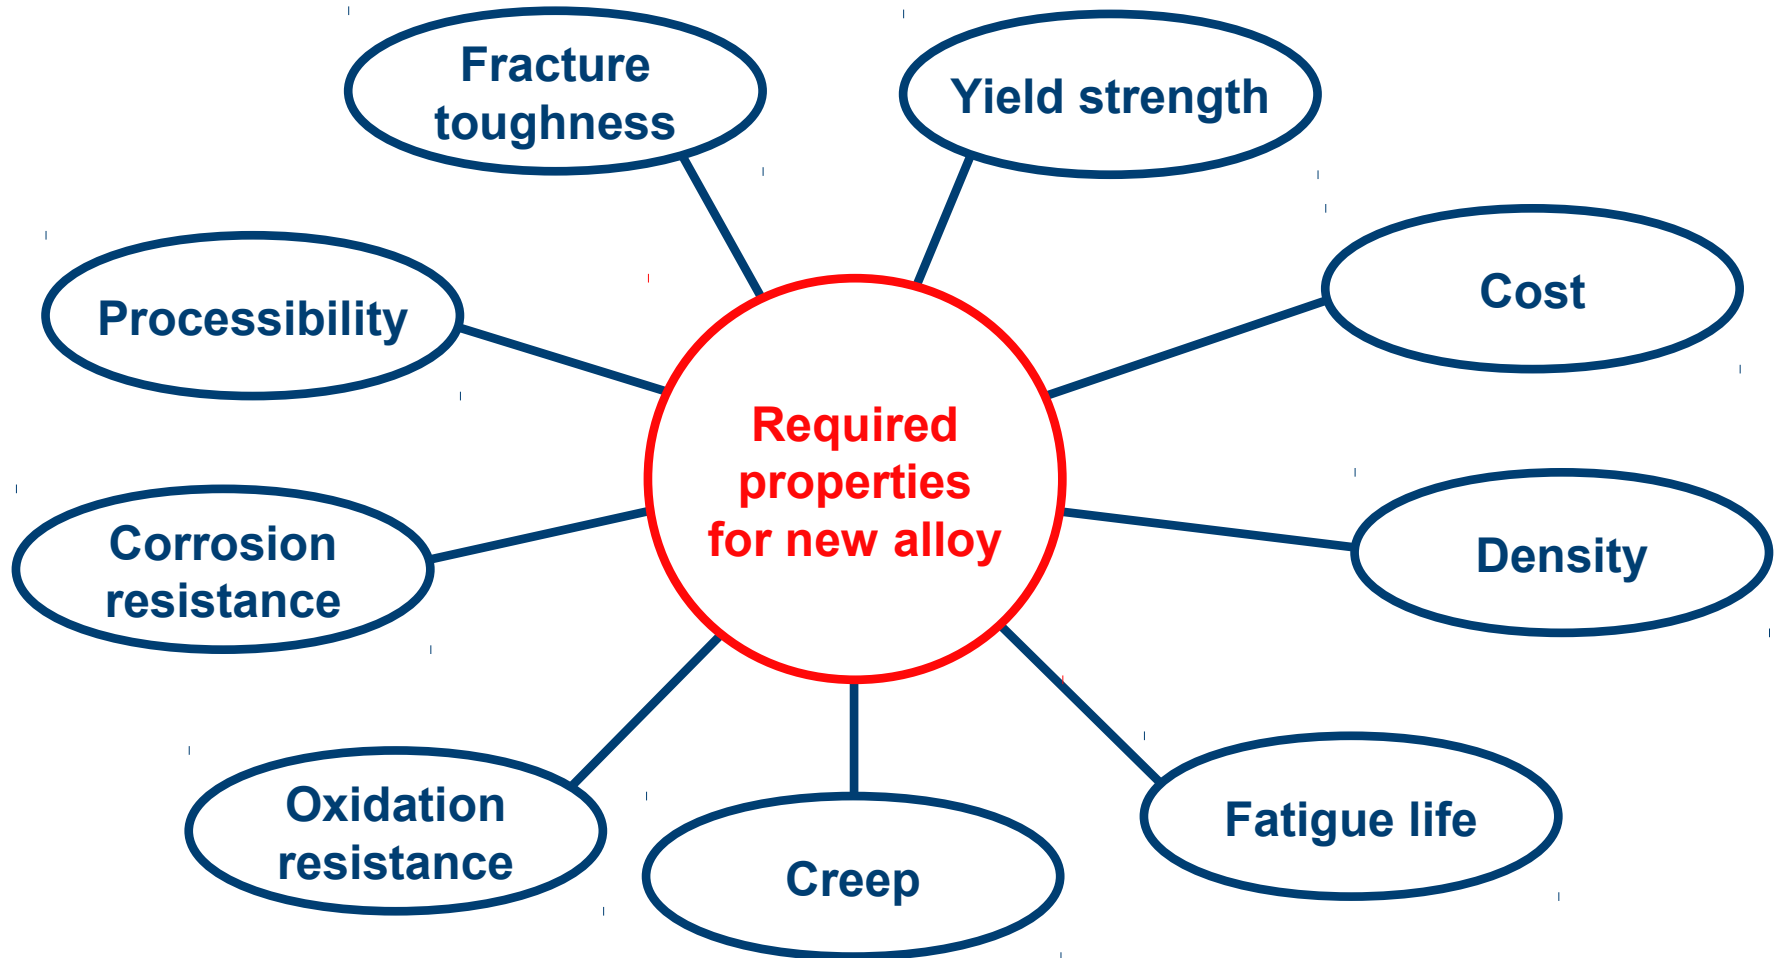 Fracture
toughness
Yield strength
Processibility
Cost
Required
properties
for new alloy
Corrosion
resistance
Density
Oxidation
resistance
Creep
Fatigue life